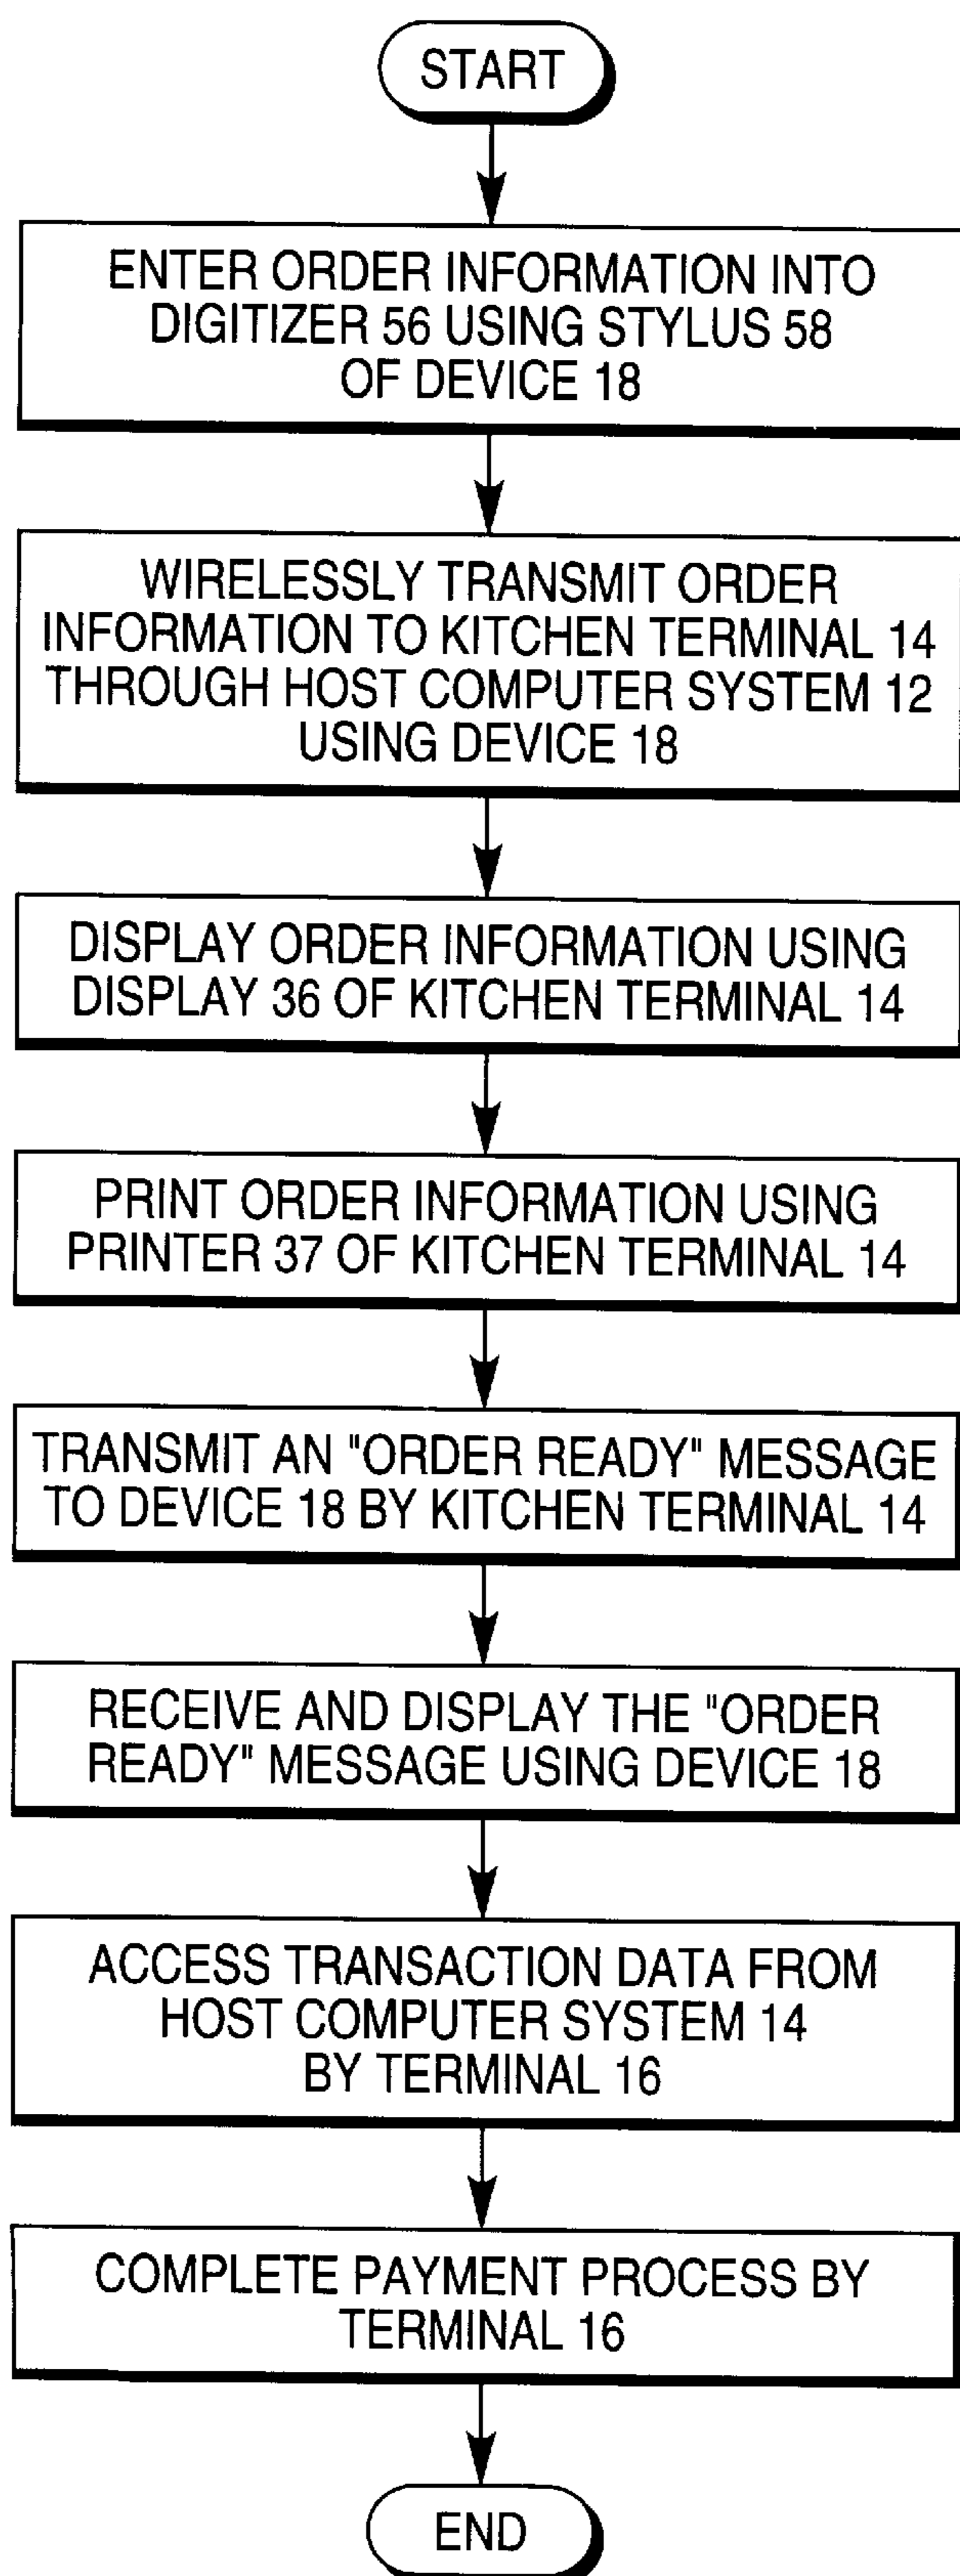 START
ENTER ORDER INFORMATION INTO
DIGITIZER 56 USING STYLUS 58
OF DEVICE 18
WIRELESSLY TRANSMIT ORDER
INFORMATION TO KITCHEN TERMINAL 14
THROUGH HOST COMPUTER SYSTEM 12
USING DEVICE 18
DISPLAY ORDER INFORMATION USING
DISPLAY 36 OF KITCHEN TERMINAL 14
PRINT ORDER INFORMATION USING
PRINTER 37 OF KITCHEN TERMINAL 14
TRANSMIT AN "ORDER READY" MESSAGE
TO DEVICE 18 BY KITCHEN TERMINAL 14
RECEIVE AND DISPLAY THE "ORDER
READY" MESSAGE USING DEVICE 18
ACCESS TRANSACTION DATA FROM
HOST COMPUTER SYSTEM 14
BY TERMINAL 16
COMPLETE PAYMENT PROCESS BY
TERMINAL 16
END